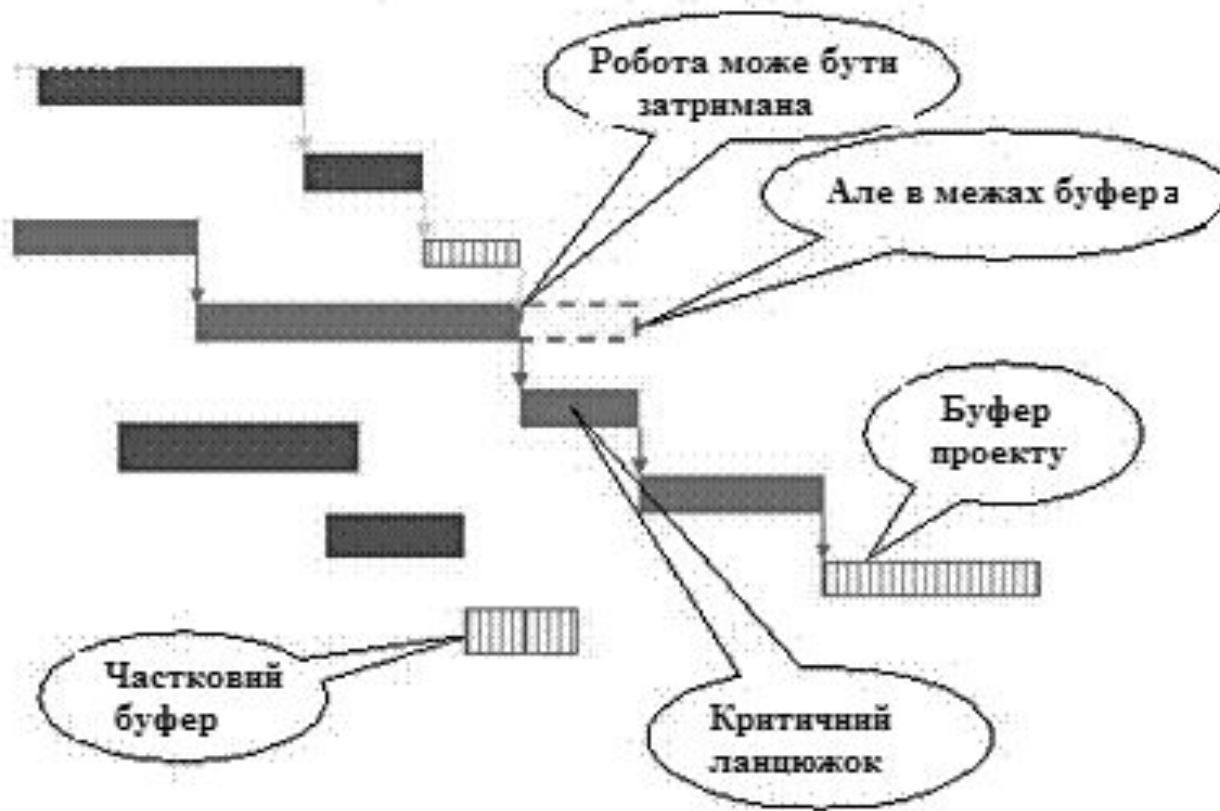 Робота може бути
затримана
Але в межах буфера
Буфер
проекту
Частковий
буфер
Критичний
ланцюжок